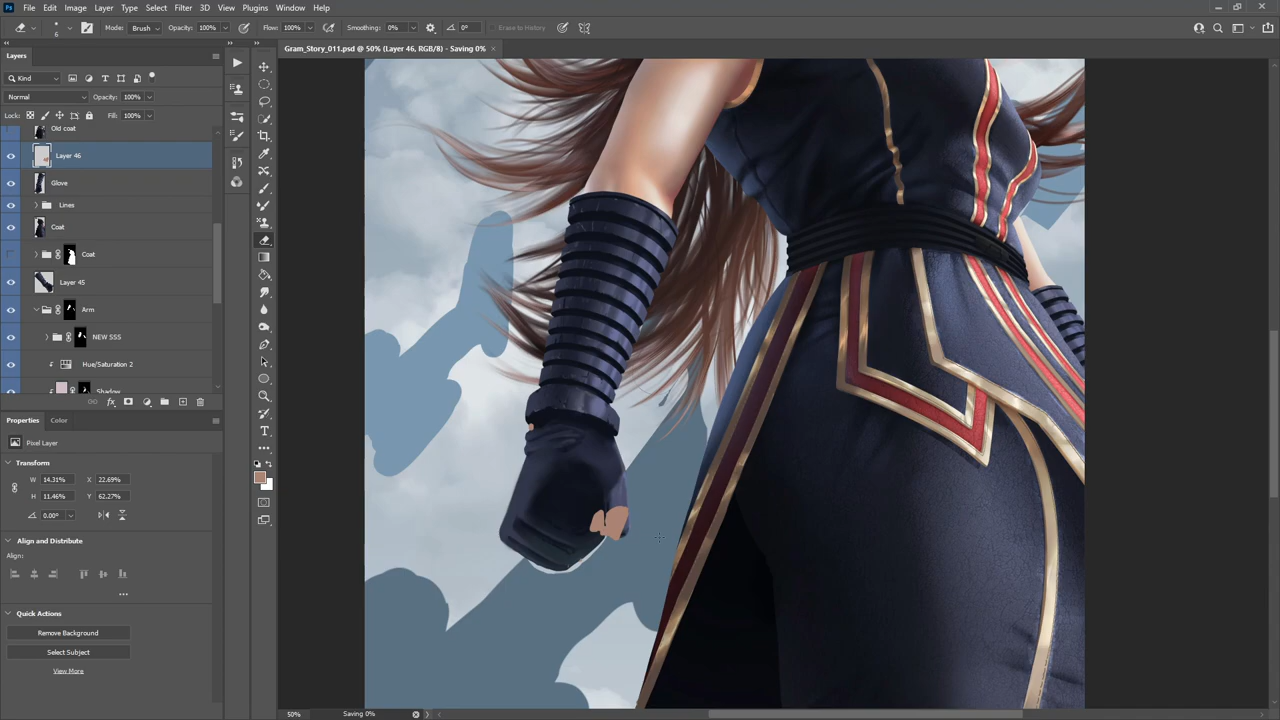 Ps File Edit Image Layer Type Select Filter 3D View Plugins Window Help
6 Mode: Brush Opacity: 100% Flow: 100% Smoothing: 0% 0° Erase to History
Layers
Gram_Story_011.psd @ 50% (Layer 46, RGB/8) - Saving 0%
Kind
Normal Opacity: 100%
Lock: Fill: 100%
Old coat
Layer 46
Glove
Lines
Coat
Coat
Layer 45
Arm
NEW SSS
Hue/Saturation 2
Shadow
fx
Properties Color
Pixel Layer
Transform
W 14.31% X 22.69%
H 11.46% Y 62.27%
0.00°
Align and Distribute
Align:
Quick Actions
Remove Background
Select Subject
View More
50% Saving 0%